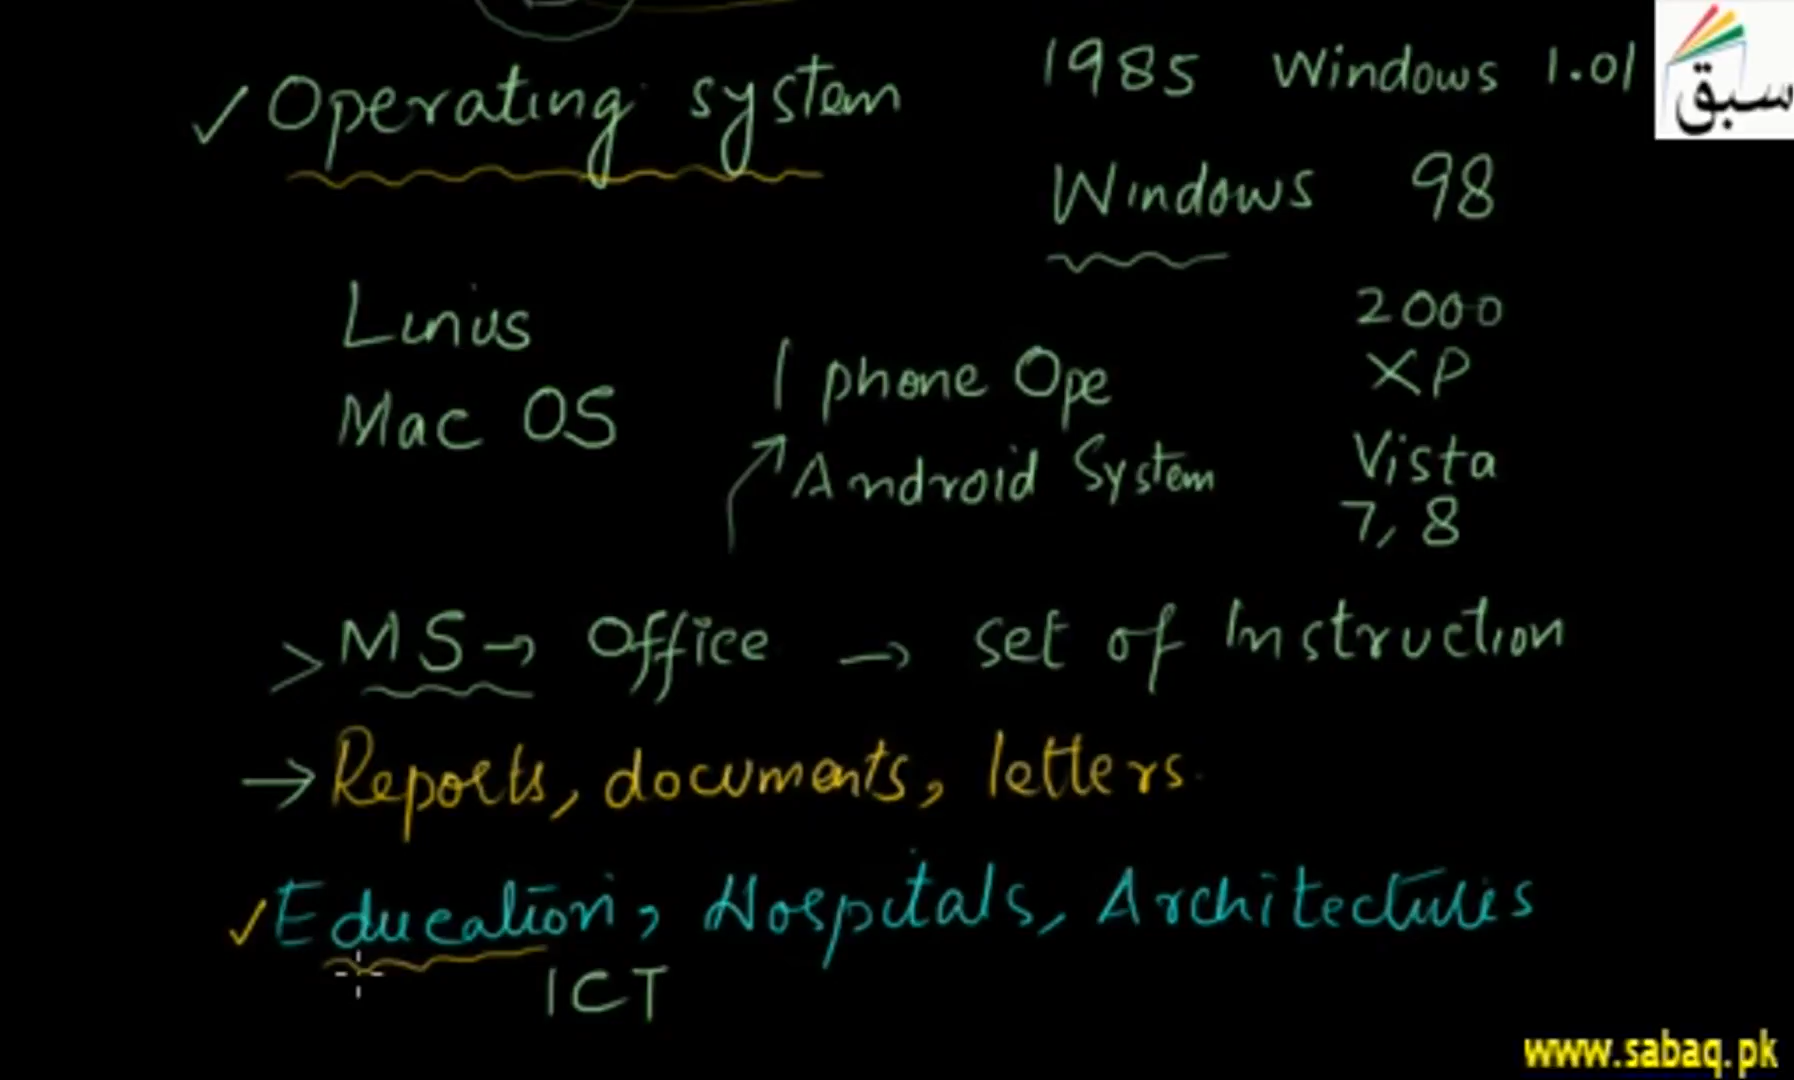 ✓ Operating system
1985 Windows 1.01
سبق
Windows 98
Linius
Mac OS
I phone Ope
Android System
2000
XP
Vista
7, 8
> MS → Office → set of Instruction
→ Reports, documents, letters.
✓ Education, Hospitals, Architectures
ICT
www.sabaq.pk